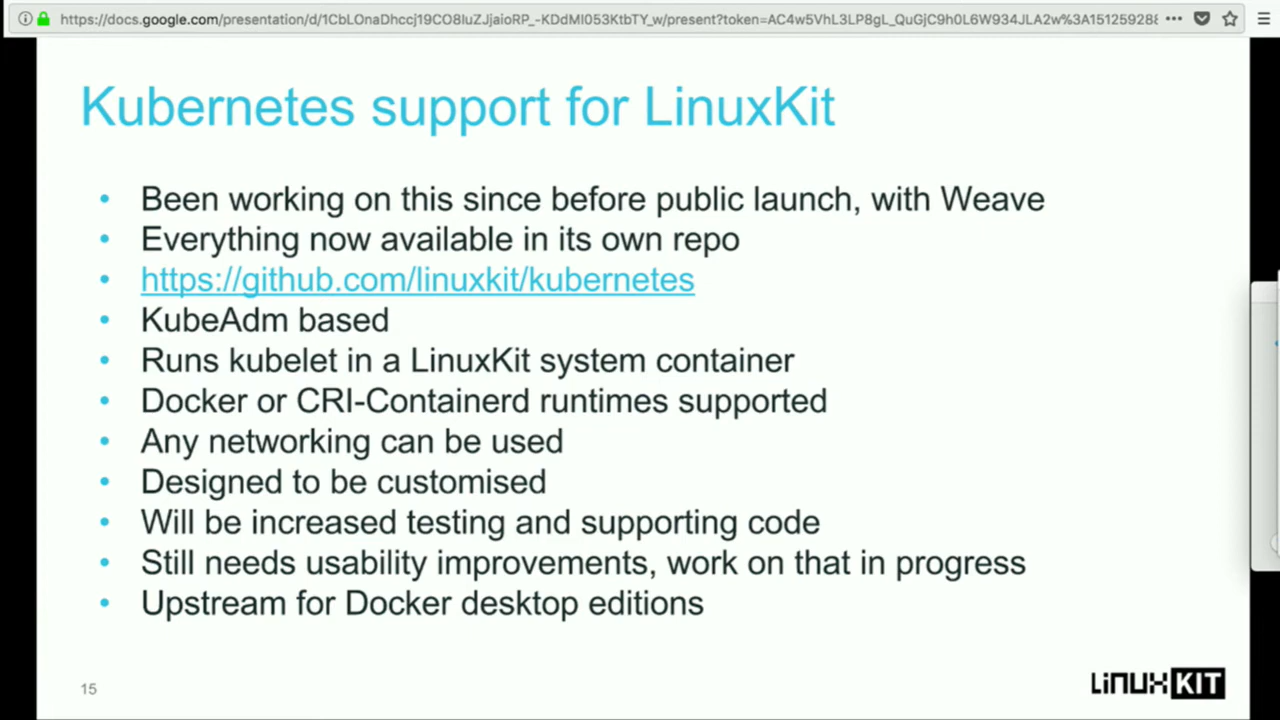 https://docs.google.com/presentation/d/1CbLOnaDhccj19CO8IuZJjaioRP_-KDdMI053KtbTY_w/present?token=AC4w5VhL3LP8gL_QuGjC9h0L6W934JLA2w%3A151259288
Kubernetes support for LinuxKit
• Been working on this since before public launch, with Weave
• Everything now available in its own repo
• https://github.com/linuxkit/kubernetes
• KubeAdm based
• Runs kubelet in a LinuxKit system container
• Docker or CRI-Containerd runtimes supported
• Any networking can be used
• Designed to be customised
• Will be increased testing and supporting code
• Still needs usability improvements, work on that in progress
• Upstream for Docker desktop editions
15
LinuxKIT